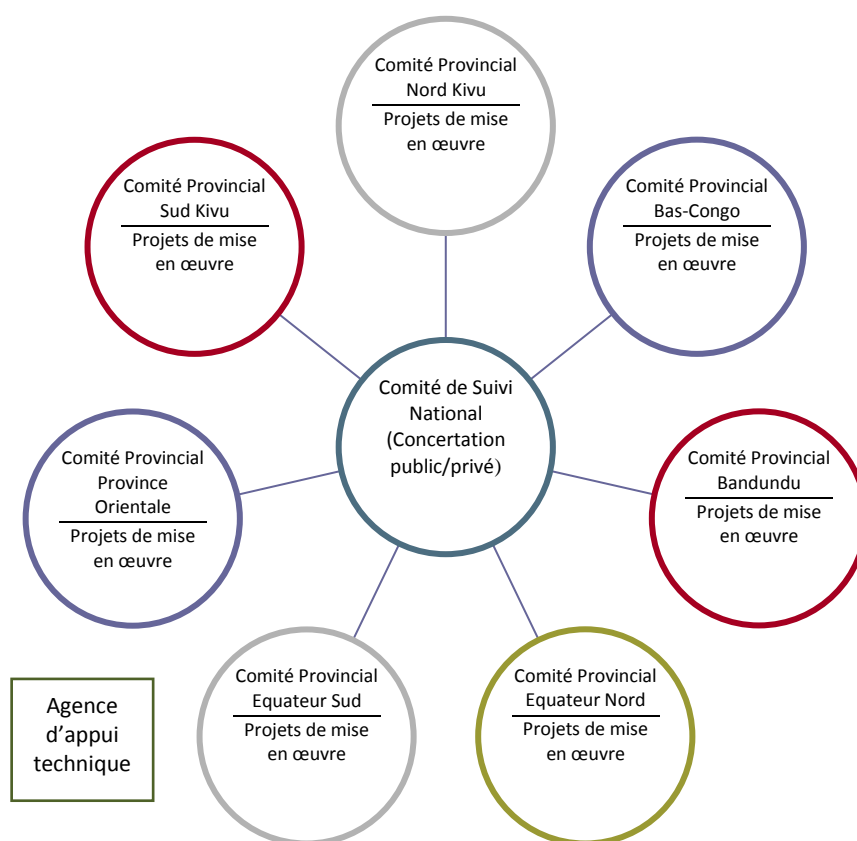 Comité Provincial
Nord Kivu
Projets de mise
en œuvre
Comité Provincial
Sud Kivu
Projets de mise
en œuvre
Comité Provincial
Bas-Congo
Projets de mise
en œuvre
Comité de Suivi
National
(Concertation
public/privé)
Comité Provincial
Province
Orientale
Projets de mise
en œuvre
Comité Provincial
Bandundu
Projets de mise
en œuvre
Comité Provincial
Equateur Sud
Projets de mise
en œuvre
Comité Provincial
Equateur Nord
Projets de mise
en œuvre
Agence
d’appui
technique